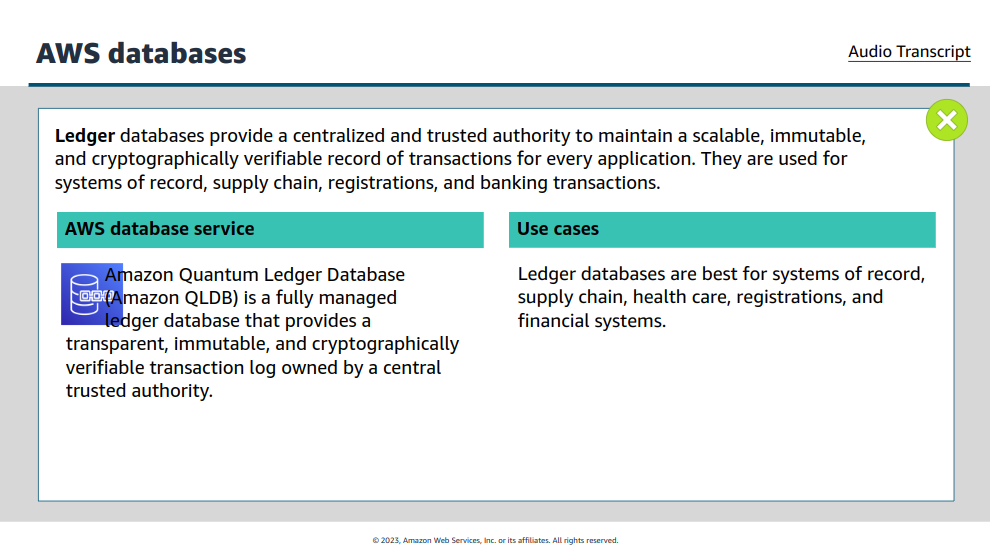 AWS databases
Audio Transcript
Ledger databases provide a centralized and trusted authority to maintain a scalable, immutable,
and cryptographically verifiable record of transactions for every application. They are used for
systems of record, supply chain, registrations, and banking transactions.
AWS database service
Amazon Quantum Ledger Database
(Amazon QLDB) is a fully managed
ledger database that provides a
transparent, immutable, and cryptographically
verifiable transaction log owned by a central
trusted authority.
Use cases
Ledger databases are best for systems of record,
supply chain, health care, registrations, and
financial systems.
© 2023, Amazon Web Services, Inc. or its affiliates. All rights reserved.